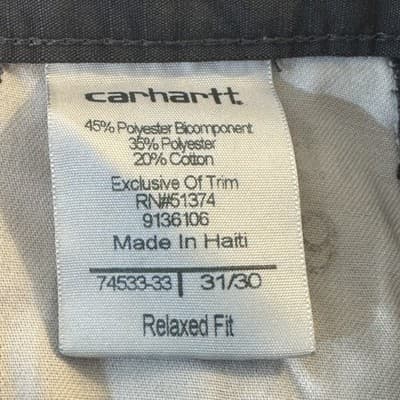 carhartt
45% Polyester Bicomponent
35% Polyester
20% Cotton
Exclusive Of Trim
RN#51374
9136106
Made In Haiti
74533-33 31/30
Relaxed Fit